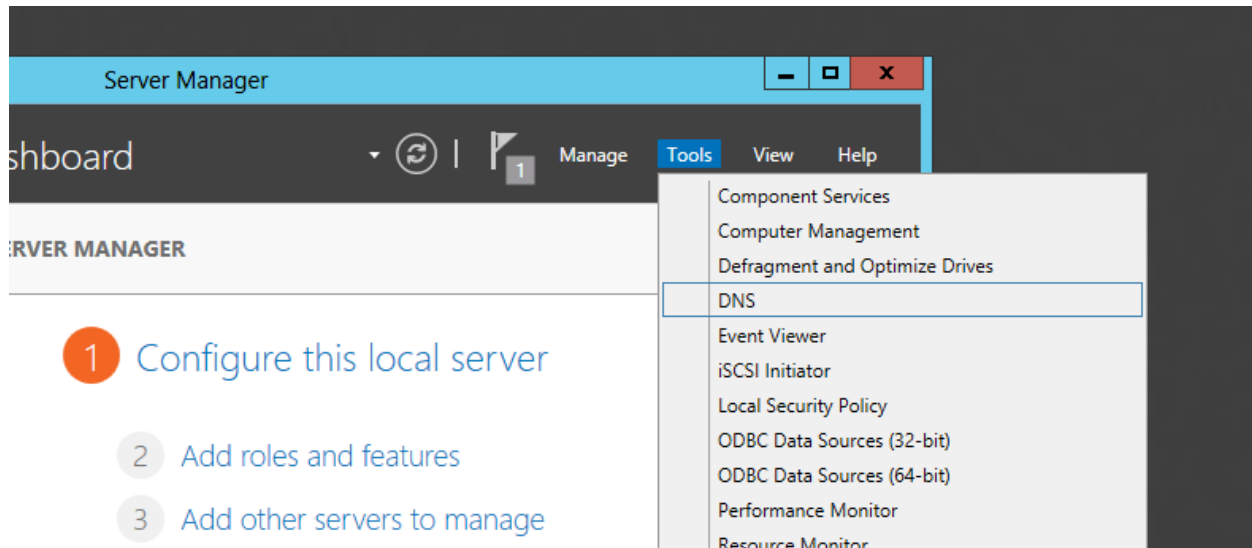 Server Manager
shboard
1
Manage Tools View Help
ERVER MANAGER
1 Configure this local server
2 Add roles and features
3 Add other servers to manage
Component Services
Computer Management
Defragment and Optimize Drives
DNS
Event Viewer
iSCSI Initiator
Local Security Policy
ODBC Data Sources (32-bit)
ODBC Data Sources (64-bit)
Performance Monitor
Resource Monitor